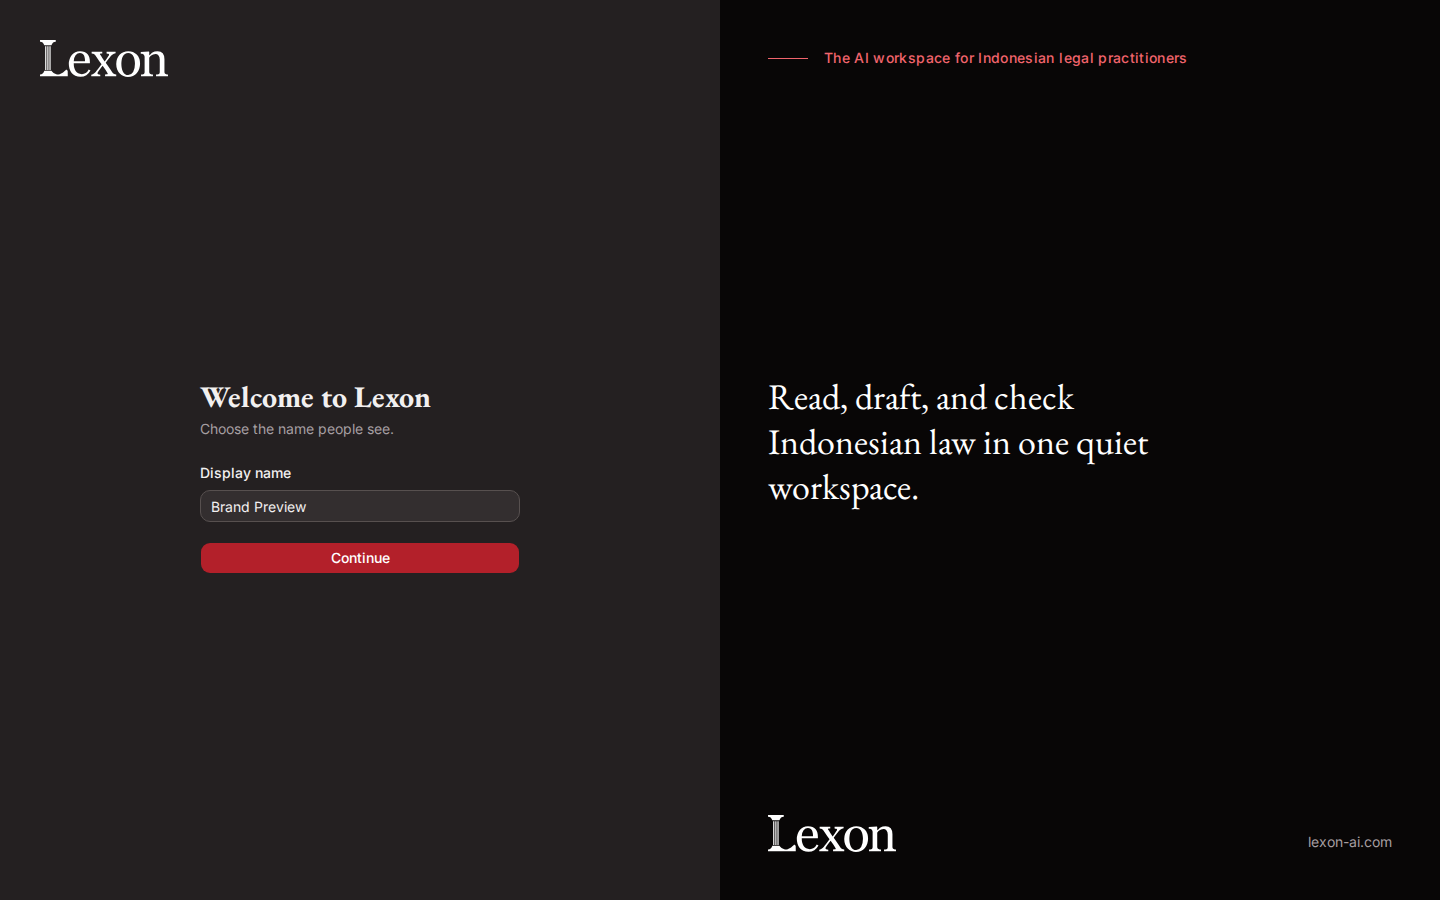 Lexon
Welcome to Lexon
Choose the name people see.
Display name
Brand Preview
Continue
The AI workspace for Indonesian legal practitioners
Read, draft, and check
Indonesian law in one quiet
workspace.
Lexon
lexon-ai.com